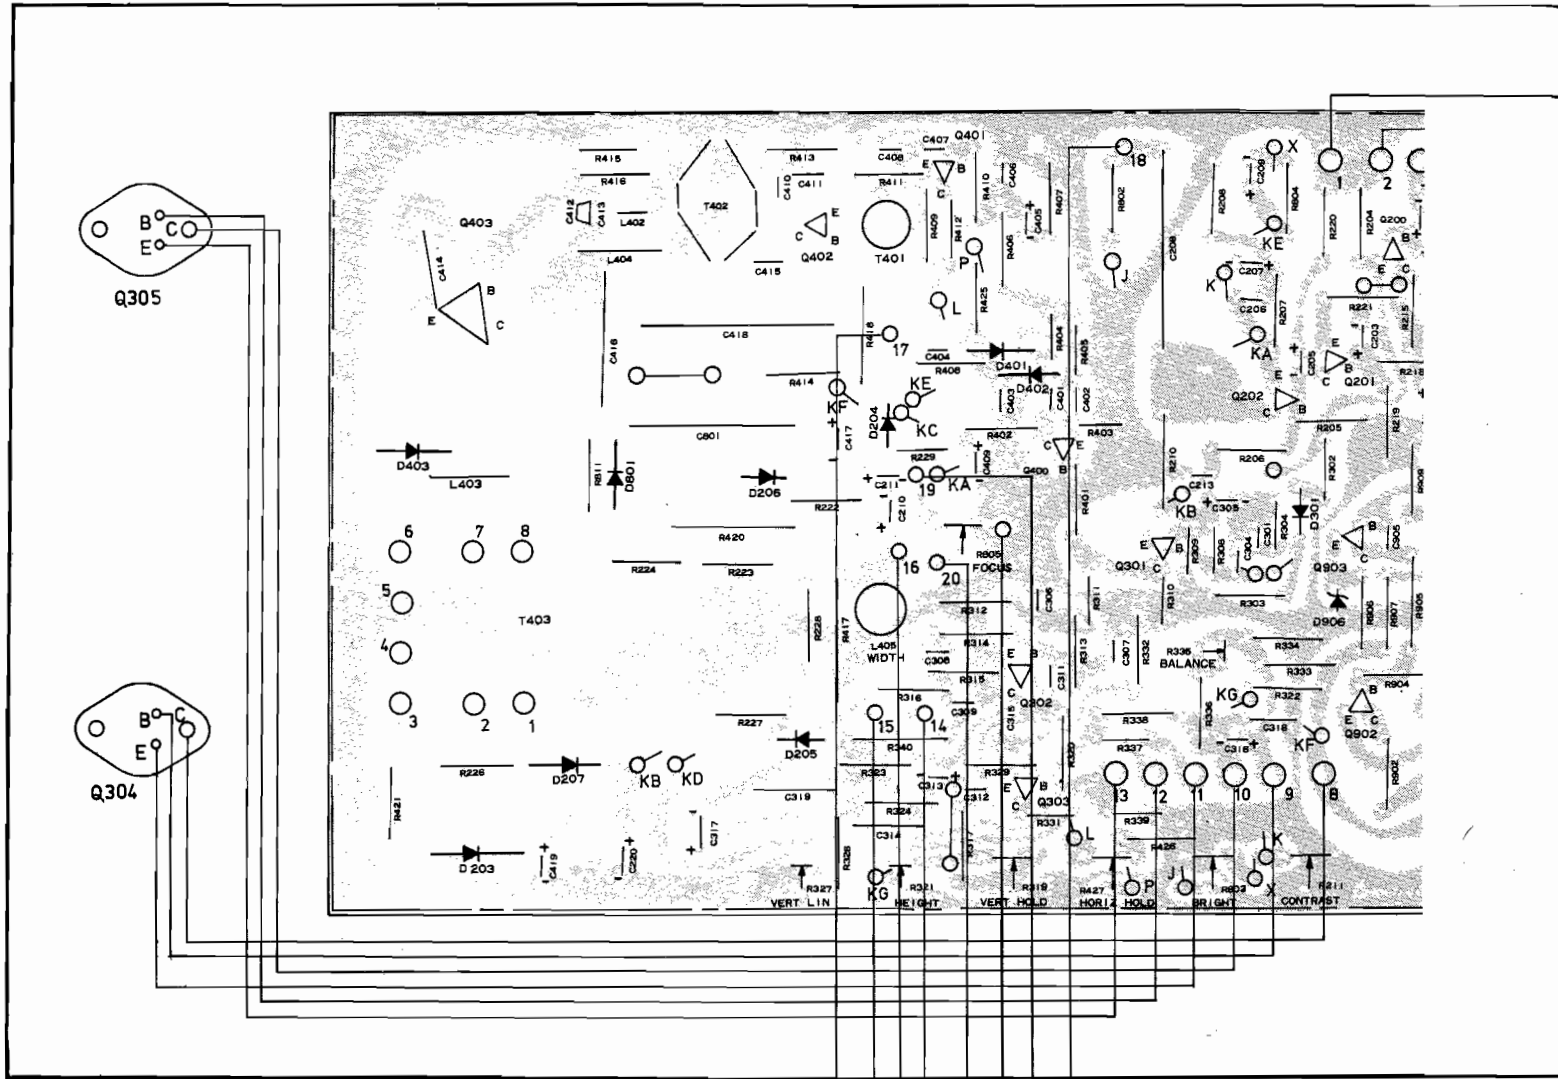 C407
Q401
R415
R413
C408
E
B
C
18
X
R416
C410
C411
R411
R410
C406
R407
R802
R208
C209
R804
1
2
C412
C413
L402
T402
E
C
B
R409
R412
+
C405
R406
R220
R204
Q200
B
Q305
B
C
E
Q403
C414
L404
C415
Q402
T401
P
C208
KE
J
K
C207
+
C206
R207
E
C
R221
R215
B
E
C
C416
C418
R418
L
R425
17
R404
R405
KA
C203
C205
E
B
C
Q201
R218
C404
R408
D401
D402
R414
KF
KE
KC
D204
C403
C401
C402
Q202
E
C
B
R205
R219
C801
C417
R402
R403
C
E
B
Q400
R229
C409
D403
L403
R811
D801
D206
C211
19
KA
R401
R210
C213
R206
R302
R908
R222
C210
KB
C305
D301
R420
R805
FOCUS
E
B
C
Q301
R309
R308
C304
C301
R304
E
B
C
Q903
C905
6
7
8
R224
R223
16
20
5
T403
R228
R417
L405
WIDTH
R312
C306
R311
R310
R303
D906
R906
R907
R905
4
R314
C308
R315
E
B
C
Q302
C311
R313
C307
R332
R335
BALANCE
R334
R333
R904
3
2
1
R227
R316
C309
C315
KG
R322
R336
C318
B
E
C
Q902
15
14
R338
R337
C316
+
KF
Q304
B
C
E
D205
R340
R320
R902
R226
D207
KB
KD
R323
C313
+
C312
R329
E
B
C
Q303
13
12
11
10
9
8
R421
C319
R324
R331
R339
C314
R317
L
R426
K
C317
+
D203
+
C419
-
+
C220
-
R326
R327
VERT LIN
KG
R321
HEIGHT
R319
VERT HOLD
R427
HORIZ HOLD
P
J
R803
BRIGHT
X
R211
CONTRAST